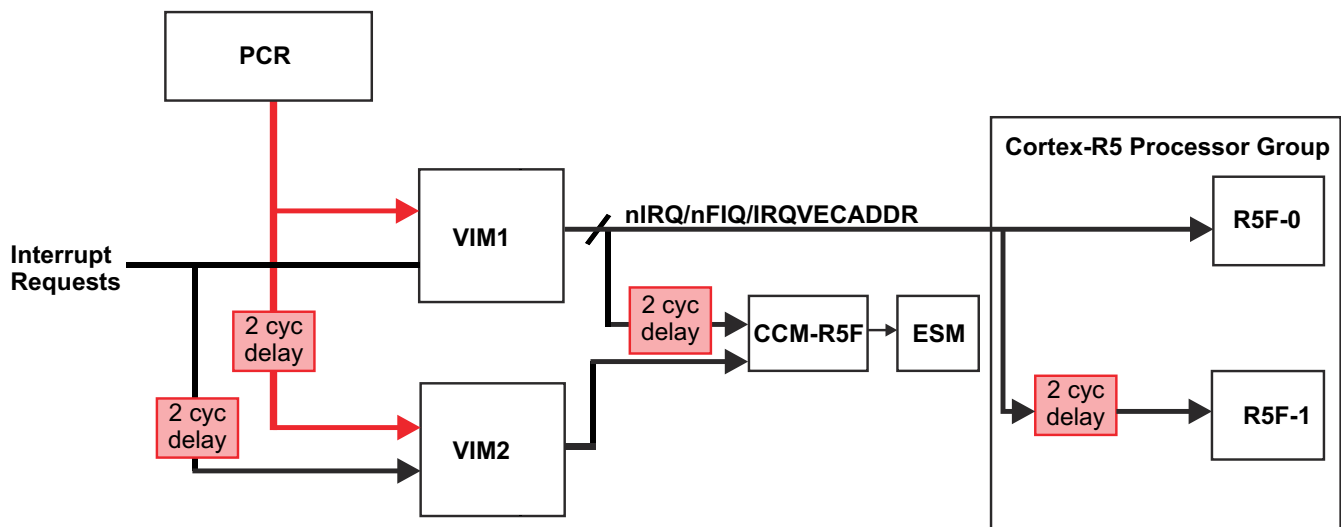 PCR
Cortex-R5 Processor Group
nIRQ/nFIQ/IRQVECADDR
R5F-0
VIM1
Interrupt
Requests
2 cyc
delay
CCM-R5F
ESM
2 cyc
delay
2 cyc
delay
R5F-1
2 cyc
delay
VIM2